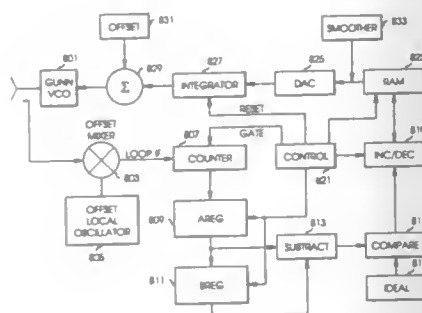 OFFSET
831
SMOOTHER
833
801
GUNN
VCO
Σ
829
827
INTEGRATOR
825
DAC
RAM
OFFSET
MIXER
803
LOOP IF
807
COUNTER
RESET
GATE
CONTROL
821
INC/DEC
OFFSET
LOCAL
OSCILLATOR
805
AREG
809
813
SUBTRACT
COMPARE
811
BREG
IDEAL